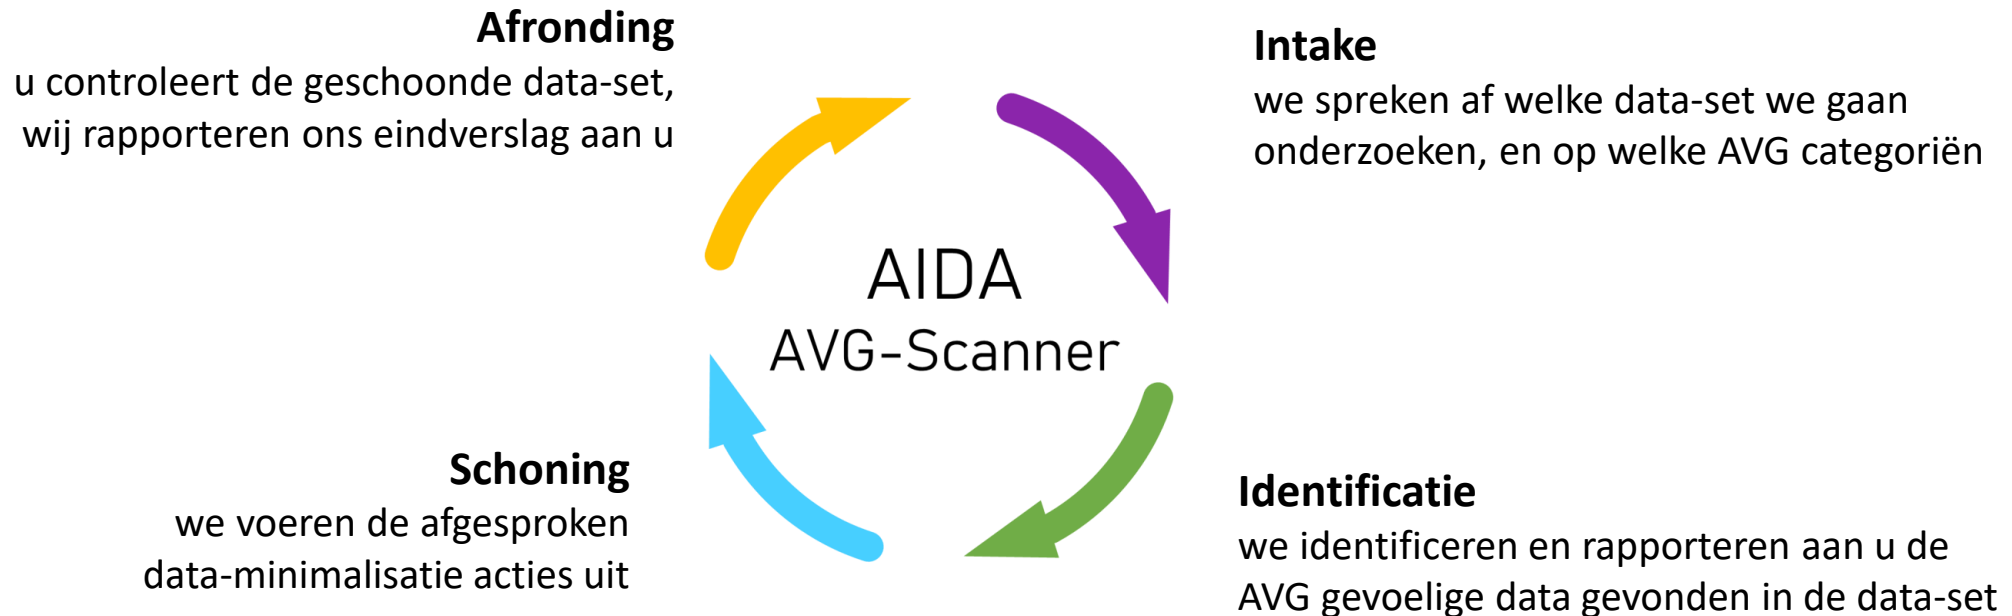 Afronding
u controleert de geschoonde data-set,
wij rapporteren ons eindverslag aan u
Intake
we spreken af welke data-set we gaan
onderzoeken, en op welke AVG categoriën
AIDA
AVG-Scanner
Schoning
we voeren de afgesproken
data-minimalisatie acties uit
Identificatie
we identificeren en rapporteren aan u de
AVG gevoelige data gevonden in de data-set